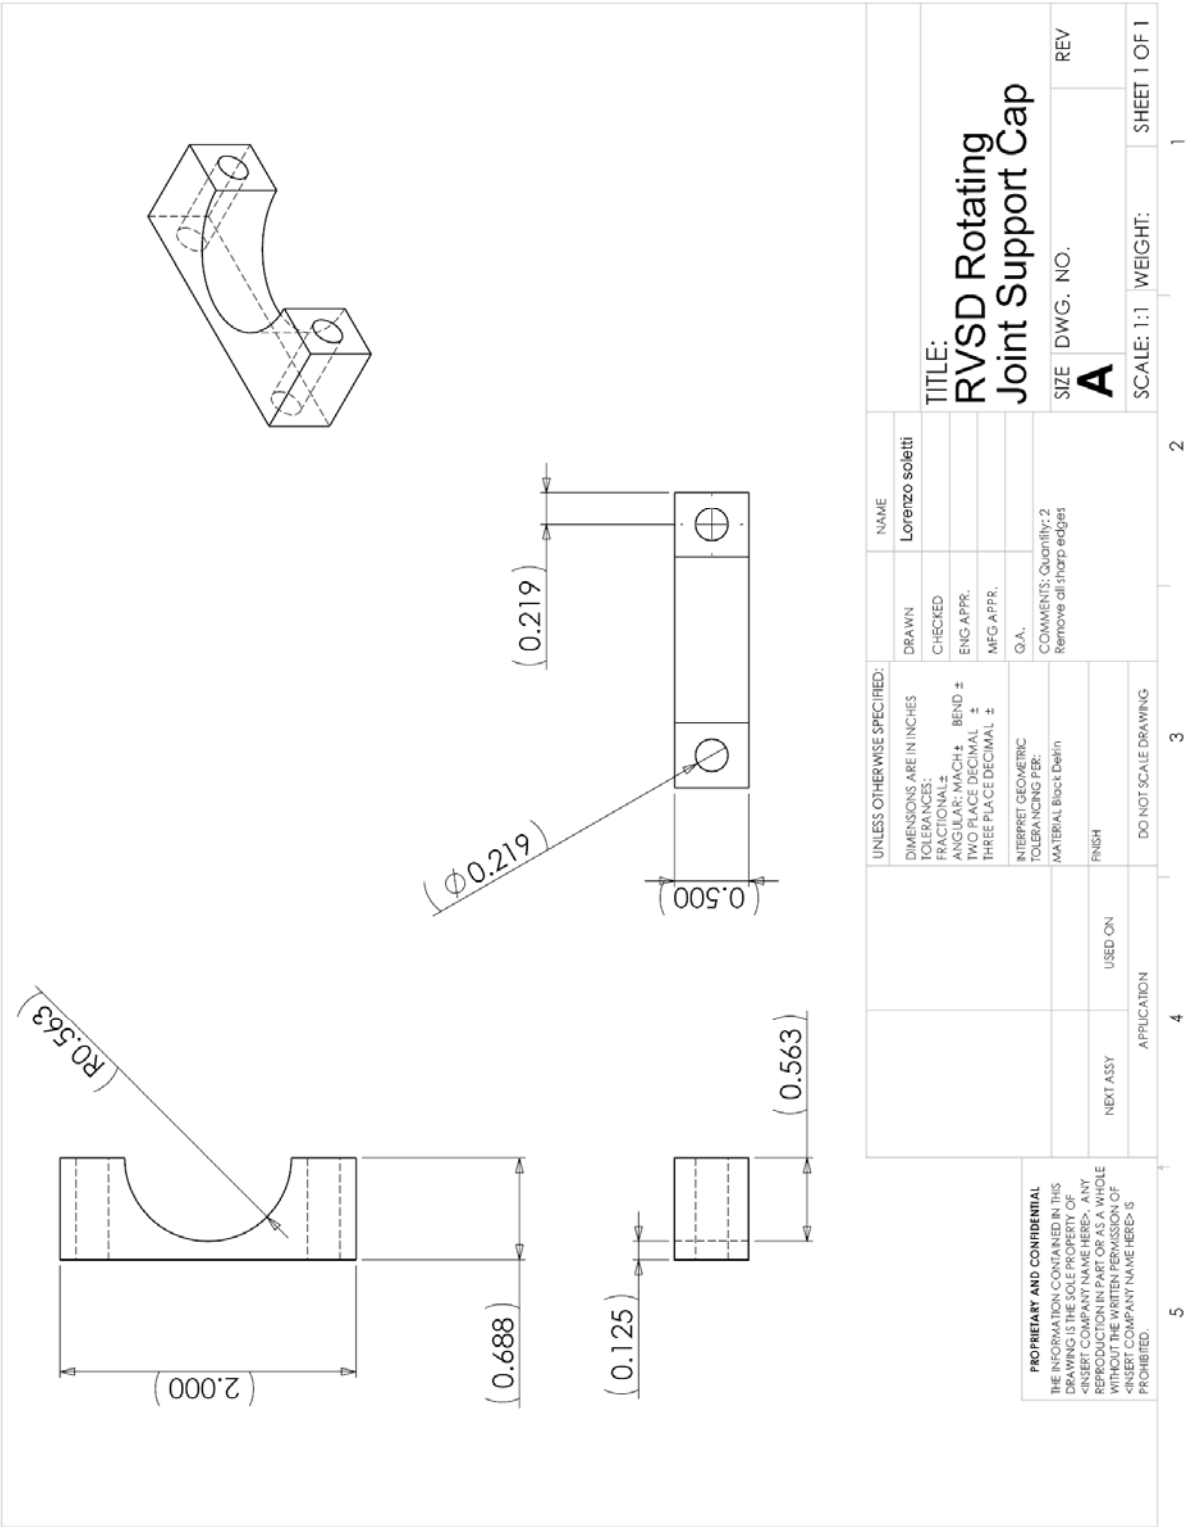 (R0.563)
(2.000)
(0.688)
(0.125)
(0.563)
(Φ0.219)
(0.219)
(0.500)
PROPRIETARY AND CONFIDENTIAL
THE INFORMATION CONTAINED IN THIS
DRAWING IS THE SOLE PROPERTY OF
<INSERT COMPANY NAME HERE>. ANY
REPRODUCTION IN PART OR AS A WHOLE
WITHOUT THE WRITTEN PERMISSION OF
<INSERT COMPANY NAME HERE> IS
PROHIBITED.
NEXT ASSY
USED ON
APPLICATION
UNLESS OTHERWISE SPECIFIED:
DIMENSIONS ARE IN INCHES
TOLERANCES:
FRACTIONAL ±
ANGULAR: MACH ± BEND ±
TWO PLACE DECIMAL ±
THREE PLACE DECIMAL ±
INTERPRET GEOMETRIC
TOLERANCING PER:
MATERIAL Black Delrin
FINISH
DO NOT SCALE DRAWING
NAME
DRAWN
Lorenzo soletti
CHECKED
ENG APPR.
MFG APPR.
Q.A.
COMMENTS: Quantity: 2
Remove all sharp edges
TITLE:
RVSD Rotating
Joint Support Cap
SIZE
A
DWG. NO.
REV
SCALE: 1:1
WEIGHT:
SHEET 1 OF 1
5
4
3
2
1